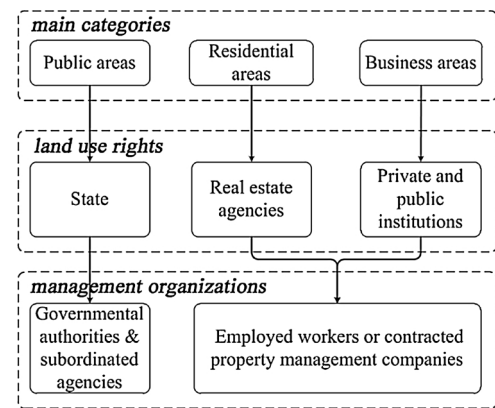 main categories
Public areas
Residential
areas
Business areas
land use rights
State
Real estate
agencies
Private and
public
institutions
management organizations
Governmental
authorities &
subordinated
agencies
Employed workers or contracted
property management companies